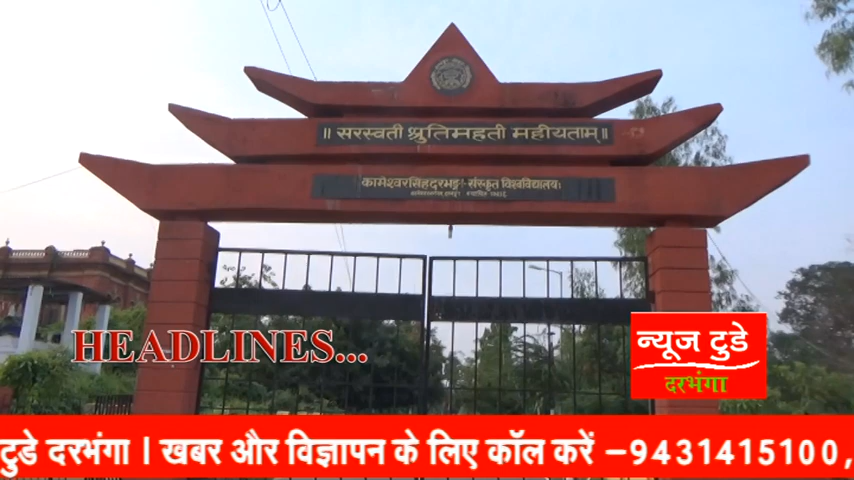 ॥ सरस्वती श्रुतिमहती महीयताम् ॥
कामेश्वरसिंहदरभङ्गा-संस्कृत विश्वविद्यालयः
HEADLINES...
न्यूज टुडे
दरभंगा
टुडे दरभंगा । खबर और विज्ञापन के लिए कॉल करें –9431415100,